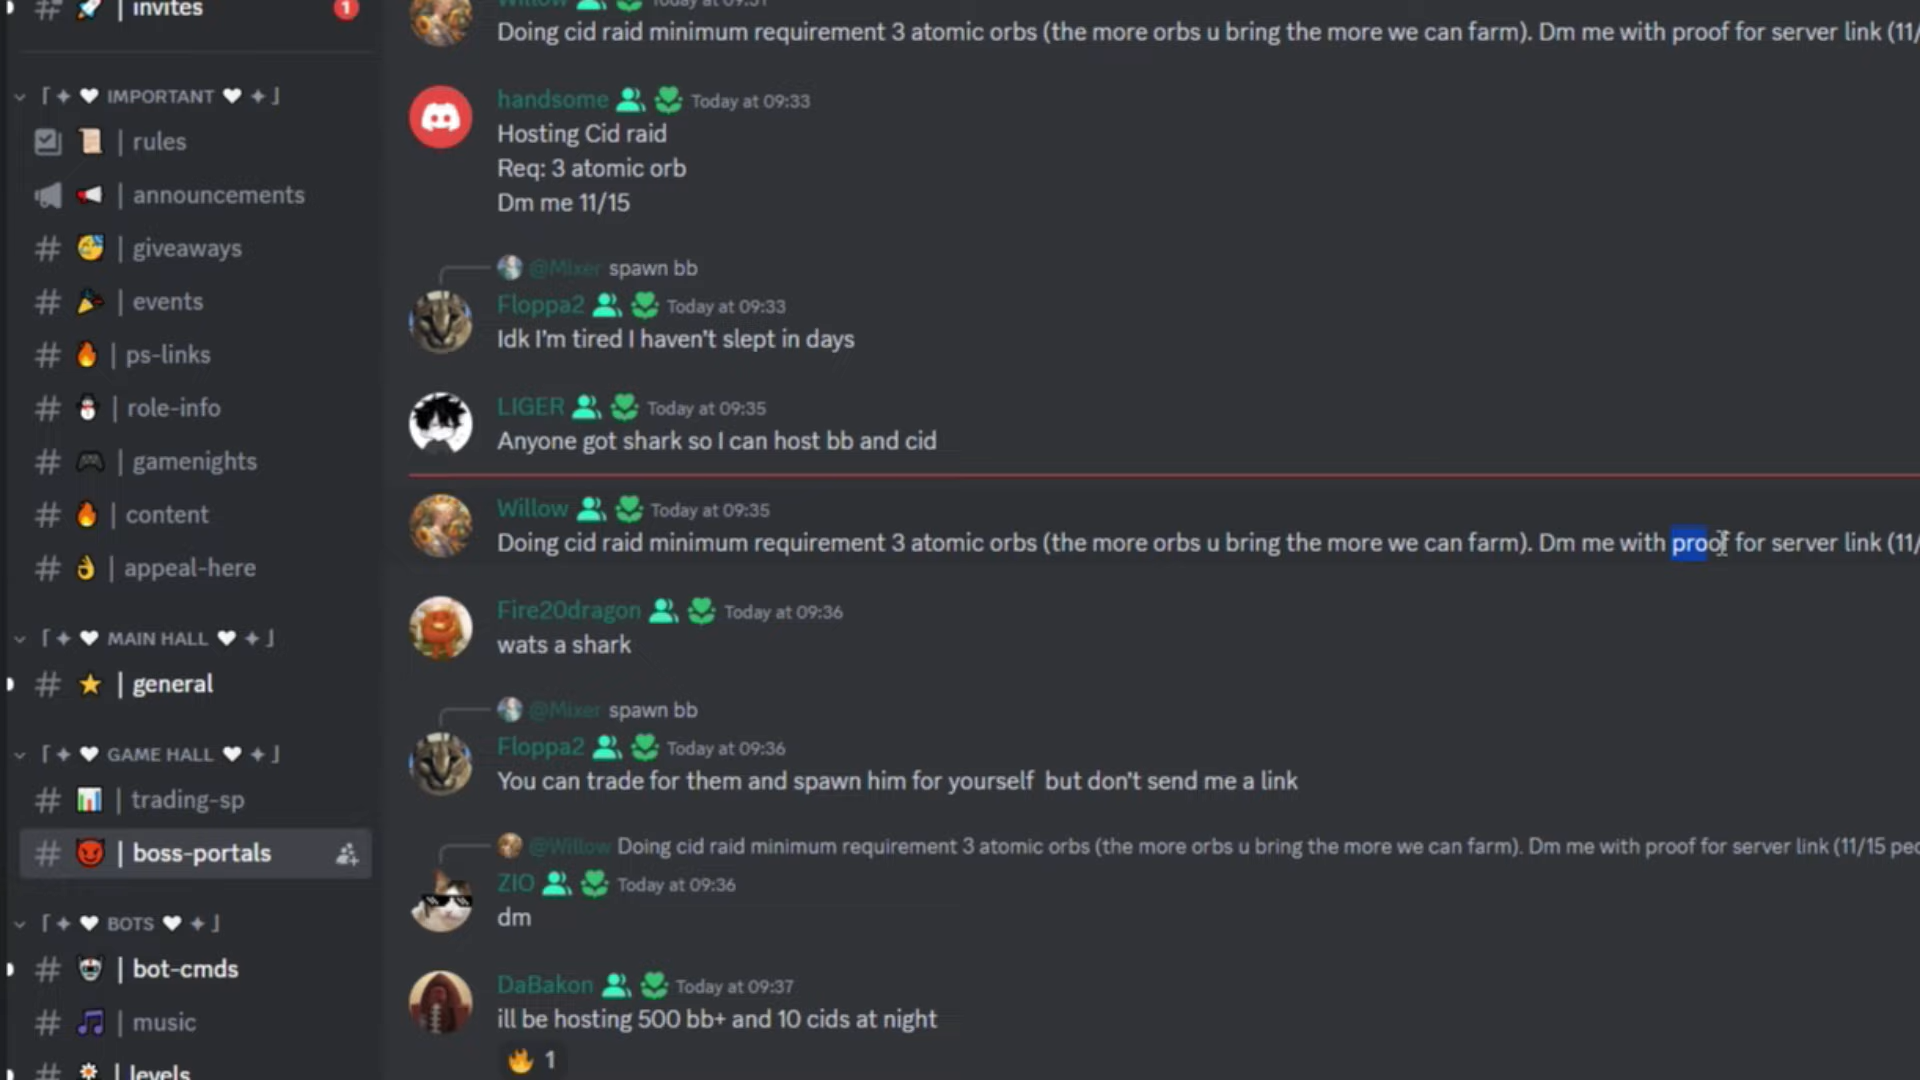 | invites
1
「 ✦ ♥ IMPORTANT ♥ ✦ 」
| rules
| announcements
| giveaways
| events
| ps-links
| role-info
| gamenights
| content
| appeal-here
「 ✦ ♥ MAIN HALL ♥ ✦ 」
| general
「 ✦ ♥ GAME HALL ♥ ✦ 」
| trading-sp
| boss-portals
「 ✦ ♥ BOTS ♥ ✦ 」
| bot-cmds
| music
| levels
Willow Today at 09:31
Doing cid raid minimum requirement 3 atomic orbs (the more orbs u bring the more we can farm). Dm me with proof for server link (11/
handsome Today at 09:33
Hosting Cid raid
Req: 3 atomic orb
Dm me 11/15
@Mixer spawn bb
Floppa2 Today at 09:33
Idk I'm tired I haven't slept in days
LIGER Today at 09:35
Anyone got shark so I can host bb and cid
Willow Today at 09:35
Doing cid raid minimum requirement 3 atomic orbs (the more orbs u bring the more we can farm). Dm me with proof for server link (11/
Fire20dragon Today at 09:36
wats a shark
@Mixer spawn bb
Floppa2 Today at 09:36
You can trade for them and spawn him for yourself but don't send me a link
@Willow Doing cid raid minimum requirement 3 atomic orbs (the more orbs u bring the more we can farm). Dm me with proof for server link (11/15 peo
ZIO Today at 09:36
dm
DaBakon Today at 09:37
ill be hosting 500 bb+ and 10 cids at night
1